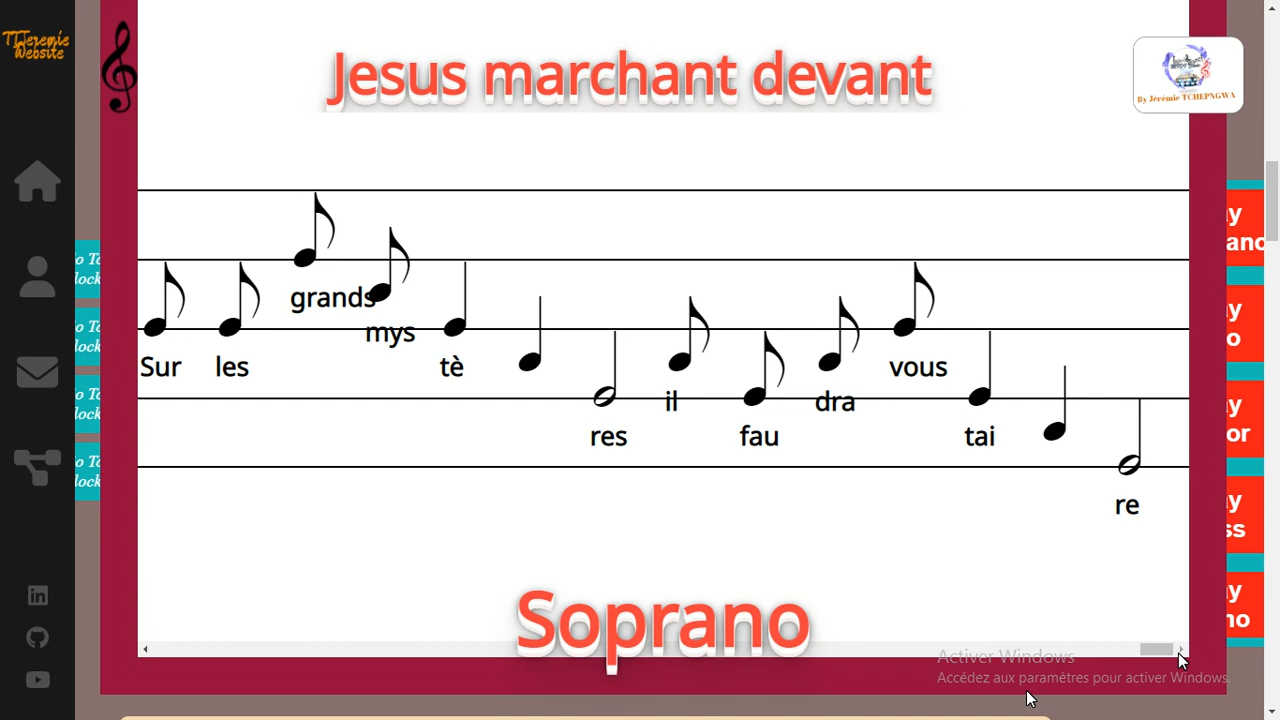 TTJeremie
Website
Jesus marchant devant
By Jérémie TCHEPNGWA
grands
mys
Sur les tè vous
il dra
res fau tai
re
Soprano
Activer Windows
Accédez aux paramètres pour activer Windows.